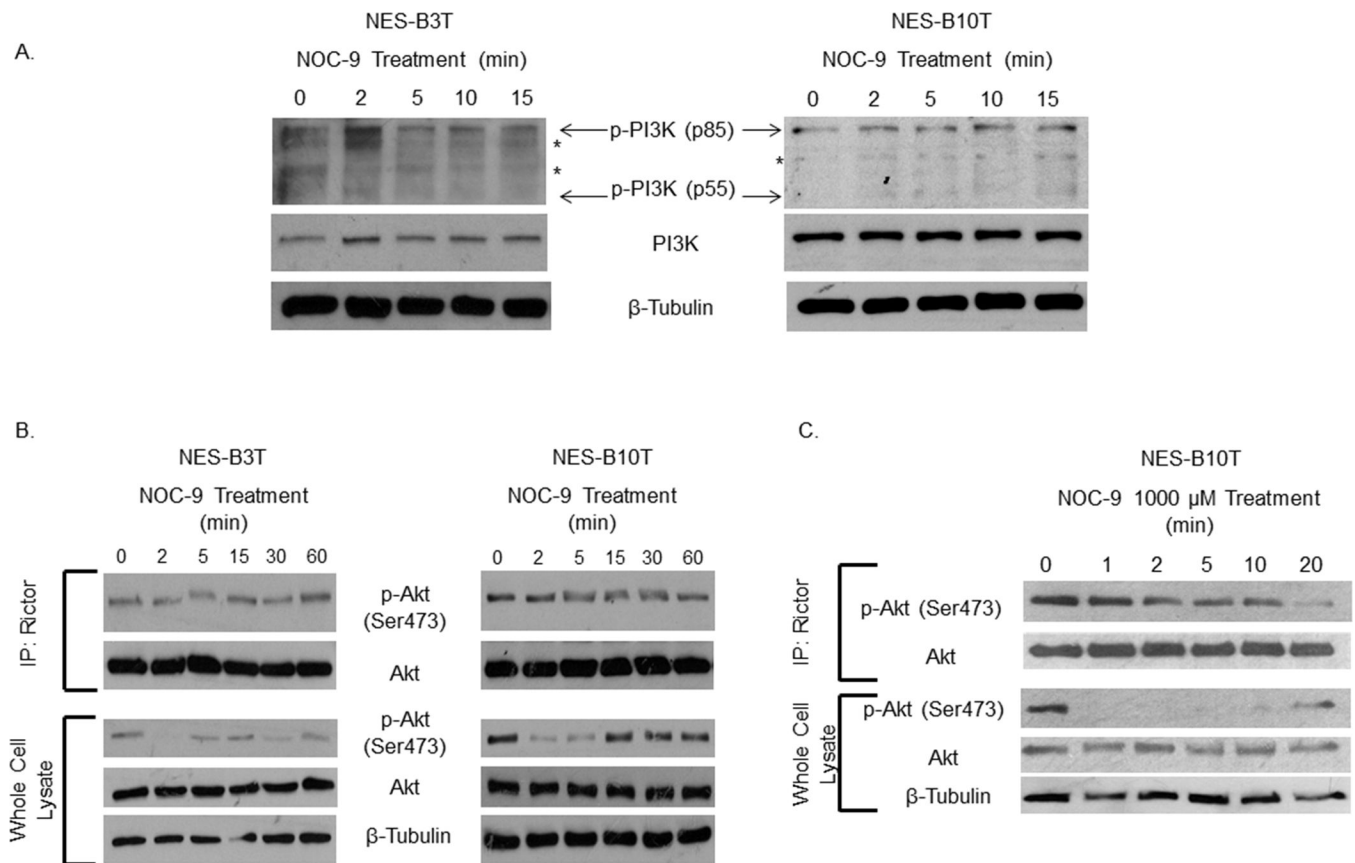 A.
NES-B3T
NOC-9 Treatment (min)
0 2 5 10 15
NES-B10T
NOC-9 Treatment (min)
0 2 5 10 15
p-PI3K (p85)
*
*
*
p-PI3K (p55)
PI3K
β-Tubulin
B.
NES-B3T
NOC-9 Treatment
(min)
0 2 5 15 30 60
NES-B10T
NOC-9 Treatment
(min)
0 2 5 15 30 60
IP: Rictor
p-Akt
(Ser473)
Akt
Whole Cell
Lysate
p-Akt
(Ser473)
Akt
β-Tubulin
C.
NES-B10T
NOC-9 1000 µM Treatment
(min)
0 1 2 5 10 20
IP: Rictor
p-Akt (Ser473)
Akt
Whole Cell
Lysate
p-Akt (Ser473)
Akt
β-Tubulin